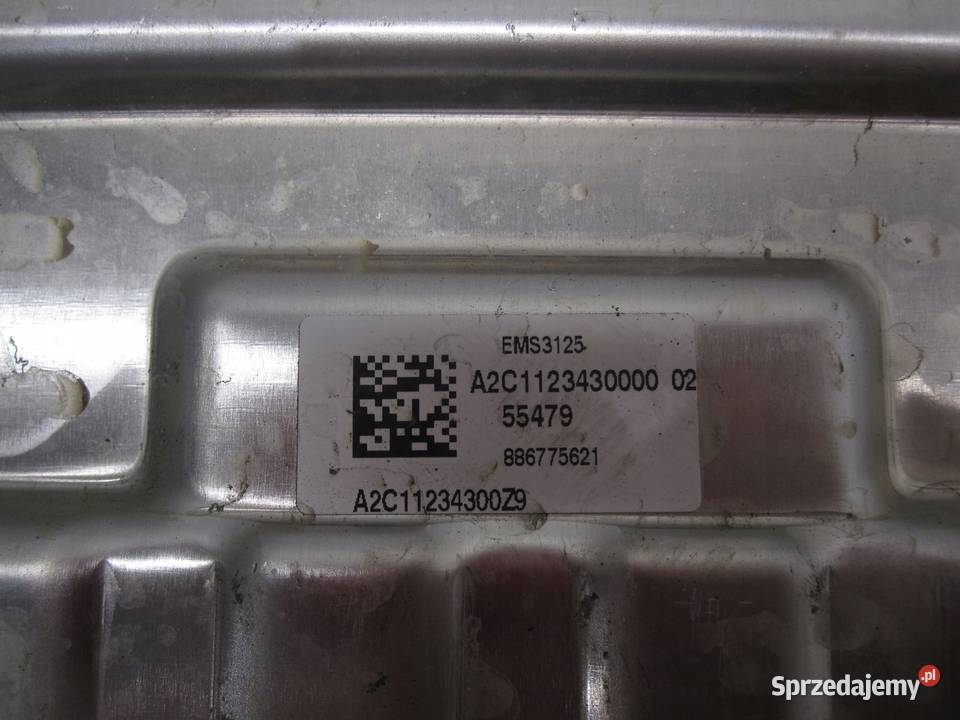 EMS3125
A2C1123430000 02
55479
886775621
A2C11234300Z9
Sprzedajemy.pl